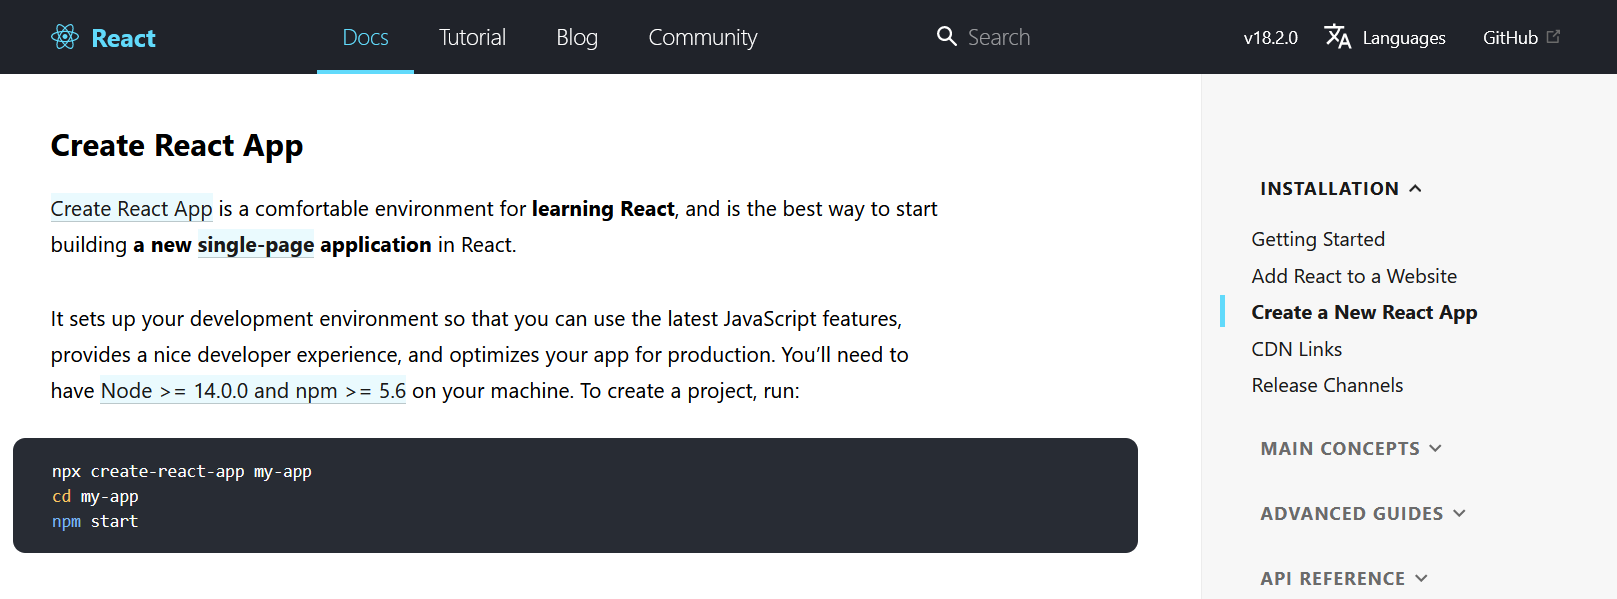 React
Docs
Tutorial
Blog
Community
Search
v18.2.0
Languages
GitHub
Create React App
Create React App is a comfortable environment for learning React, and is the best way to start
building a new single-page application in React.
It sets up your development environment so that you can use the latest JavaScript features,
provides a nice developer experience, and optimizes your app for production. You’ll need to
have Node >= 14.0.0 and npm >= 5.6 on your machine. To create a project, run:
npx create-react-app my-app
cd my-app
npm start
INSTALLATION
Getting Started
Add React to a Website
Create a New React App
CDN Links
Release Channels
MAIN CONCEPTS
ADVANCED GUIDES
API REFERENCE